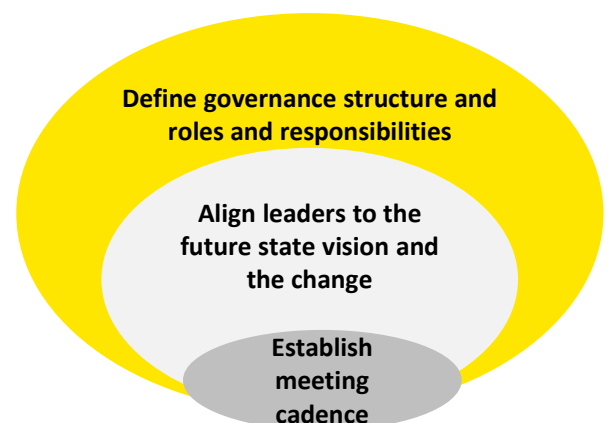 Define governance structure and
roles and responsibilities
Align leaders to the
future state vision and
the change
Establish
meeting
cadence